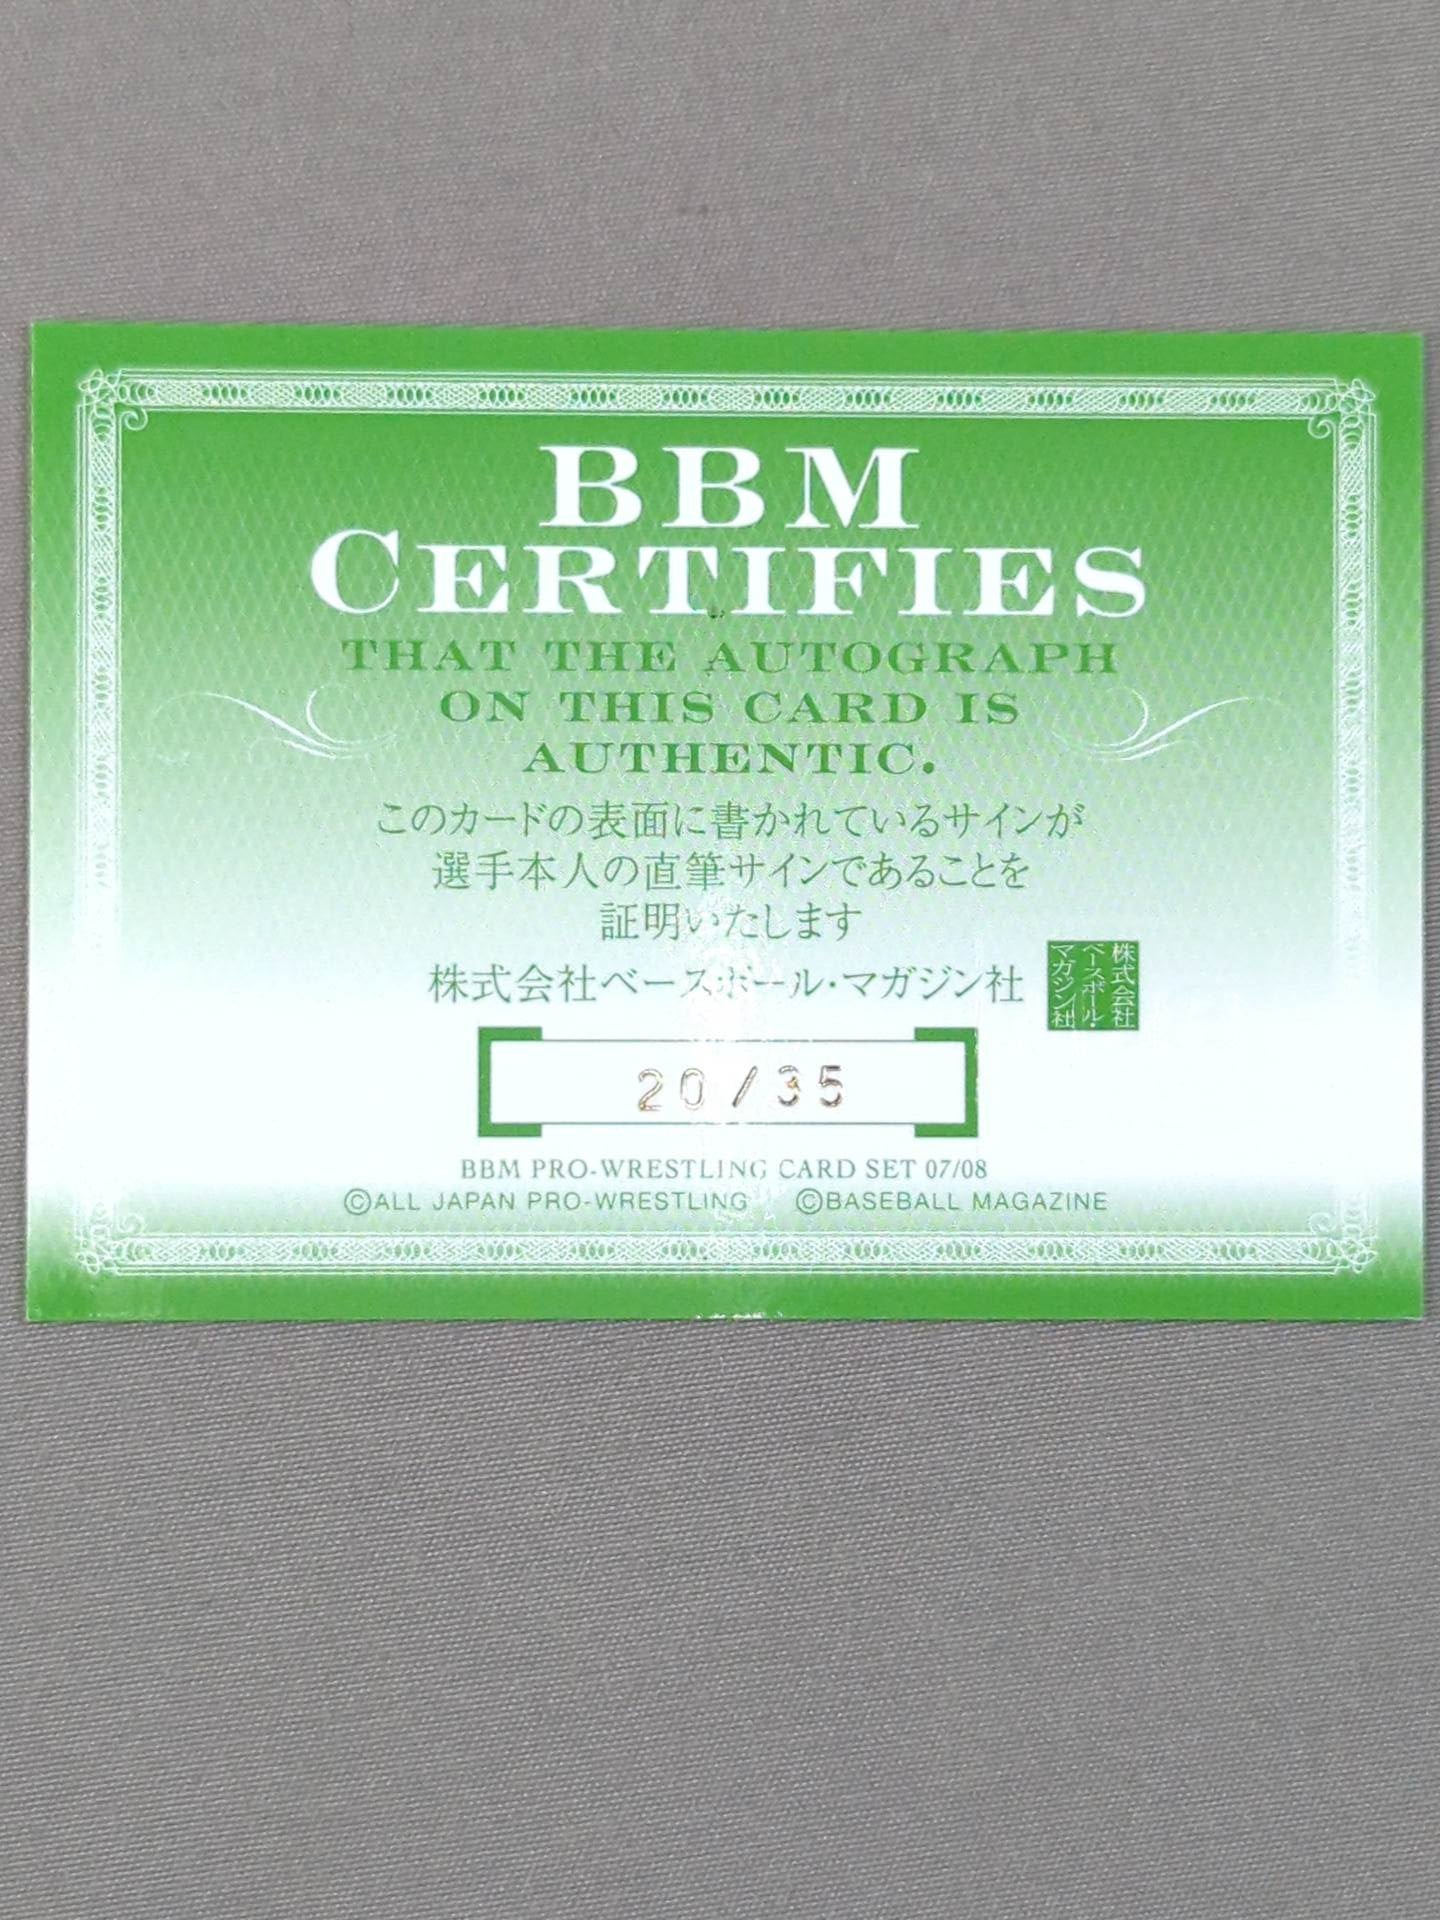 BBM
CERTIFIES
THAT THE AUTOGRAPH
ON THIS CARD IS
AUTHENTIC.
このカードの表面に書かれているサインが
選手本人の直筆サインであることを
証明いたします
株式会社ベースボール・マガジン社
株式会社
ベースボール・
マガジン社
20/35
BBM PRO-WRESTLING CARD SET 07/08
©ALL JAPAN PRO-WRESTLING ©BASEBALL MAGAZINE